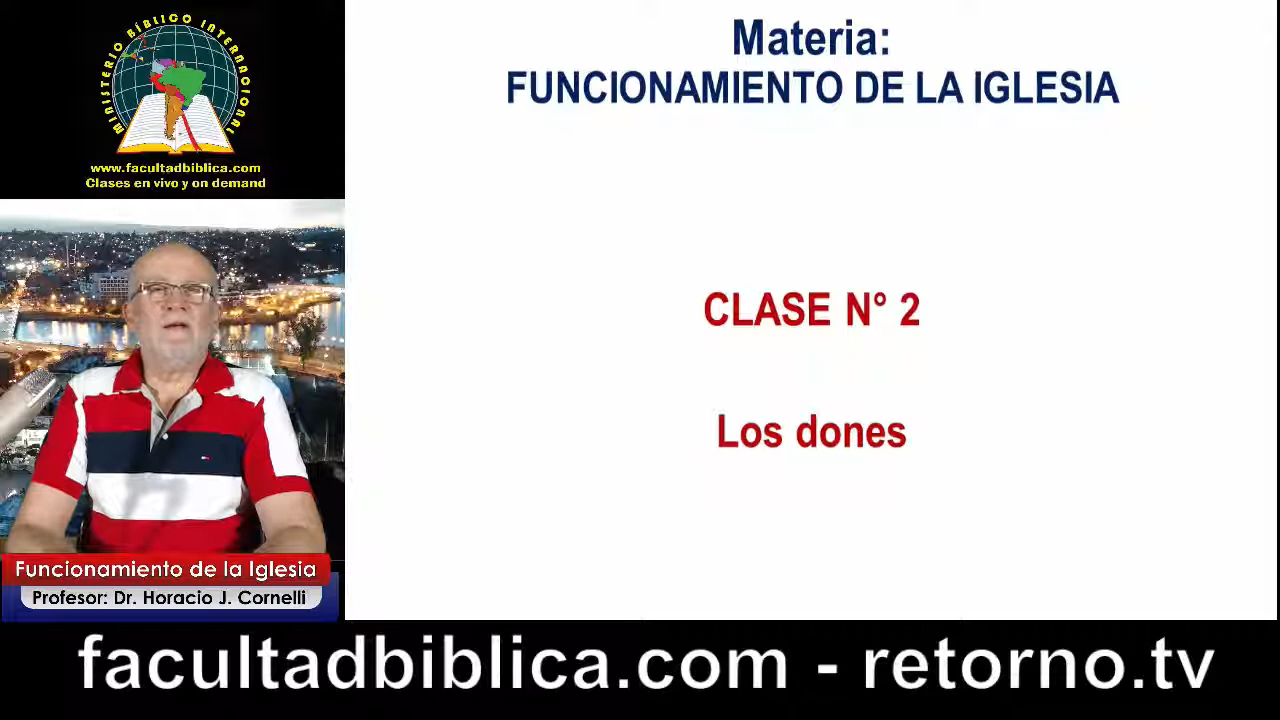 MINISTERIO BÍBLICO INTERNACIONAL
www.facultadbiblica.com
Clases en vivo y on demand
Materia:
FUNCIONAMIENTO DE LA IGLESIA
CLASE N° 2
Los dones
Funcionamiento de la Iglesia
Profesor: Dr. Horacio J. Cornelli
facultadbiblica.com - retorno.tv